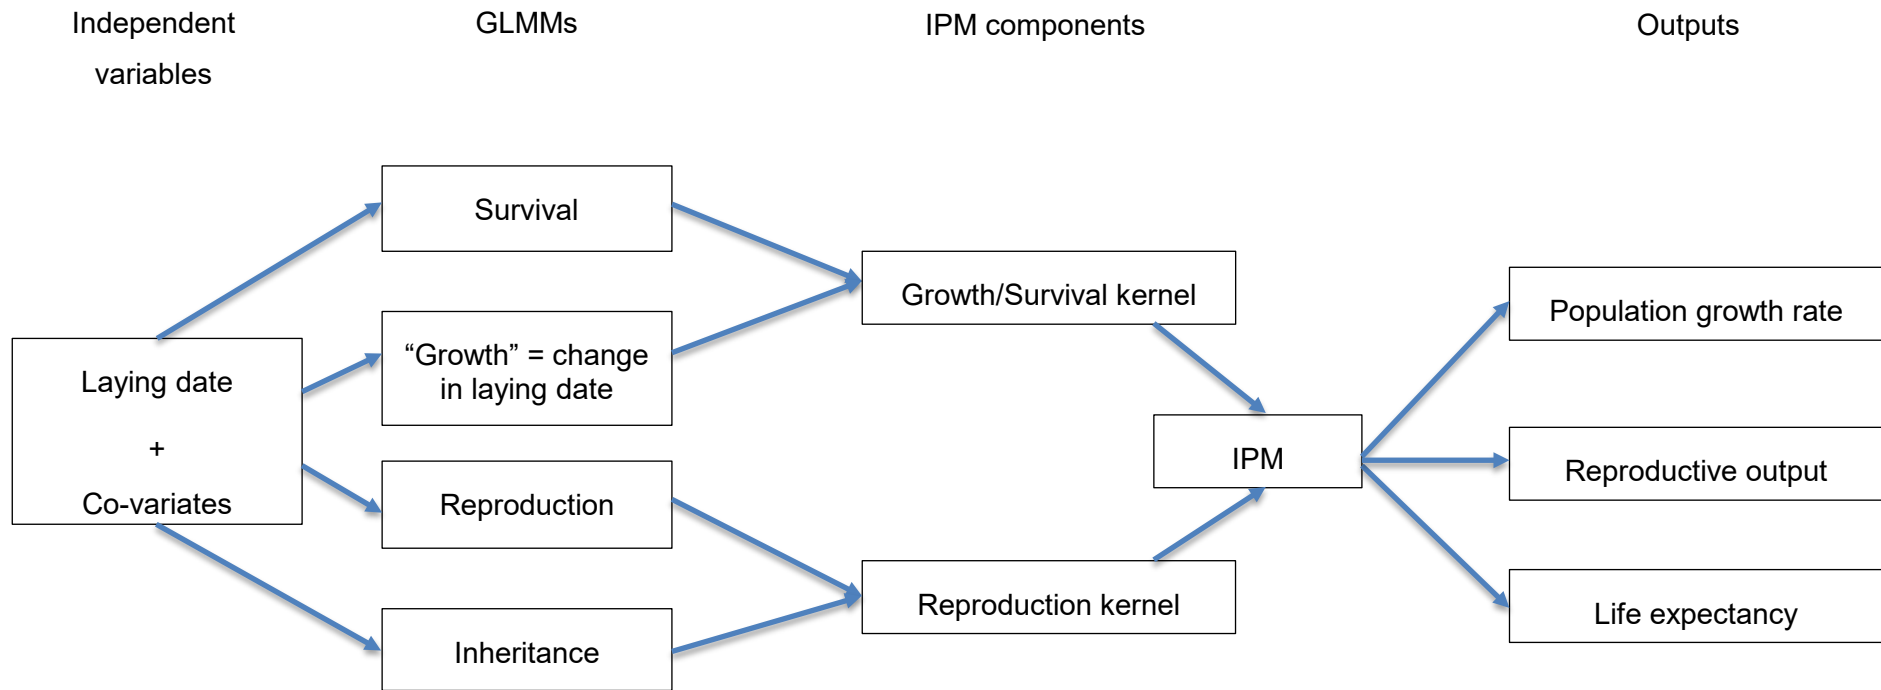 Independent
variables
GLMMs
IPM components
Outputs
Survival
“Growth” = change
in laying date
Reproduction
Inheritance
Laying date
+
Co-variates
Growth/Survival kernel
Reproduction kernel
IPM
Population growth rate
Reproductive output
Life expectancy